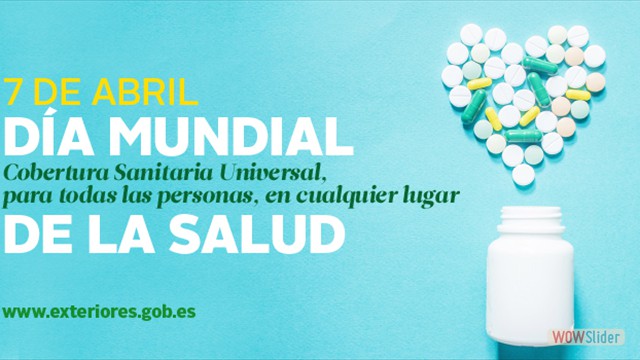 7 DE ABRIL
DÍA MUNDIAL
Cobertura Sanitaria Universal,
para todas las personas, en cualquier lugar
DE LA SALUD
www.exteriores.gob.es
WOWSlider